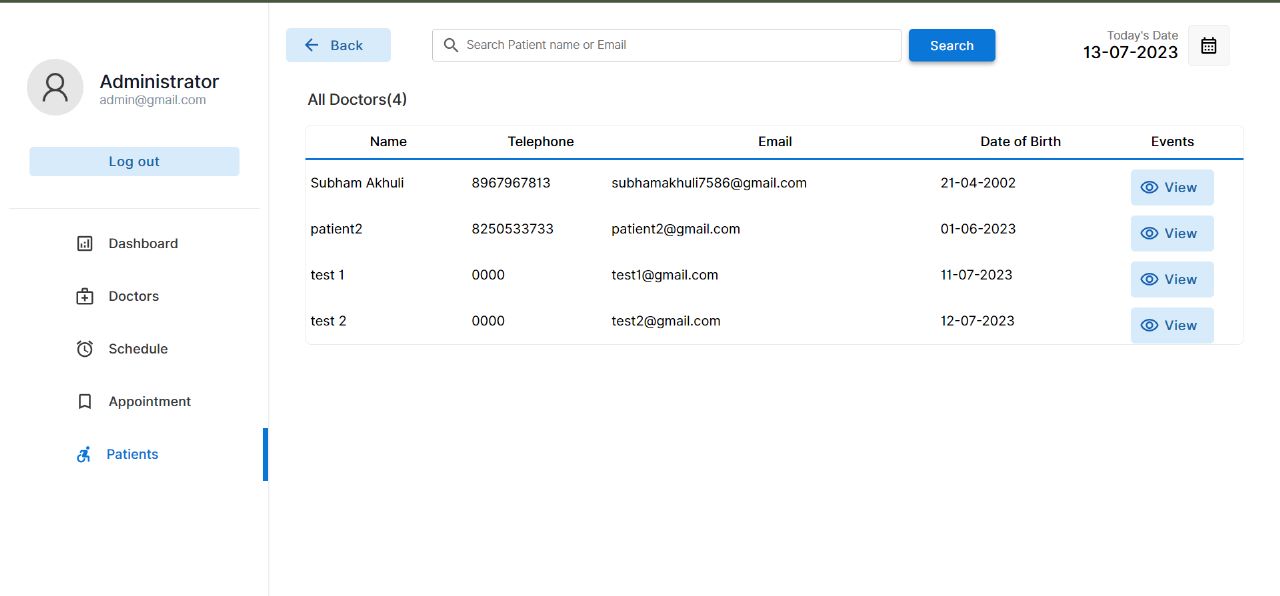 Administrator
admin@gmail.com
Log out
Dashboard
Doctors
Schedule
Appointment
Patients
Back
Search Patient name or Email
Search
Today's Date
13-07-2023
All Doctors(4)
Name Telephone Email Date of Birth Events
Subham Akhuli 8967967813 subhamakhuli7586@gmail.com 21-04-2002 View
patient2 8250533733 patient2@gmail.com 01-06-2023 View
test 1 0000 test1@gmail.com 11-07-2023 View
test 2 0000 test2@gmail.com 12-07-2023 View